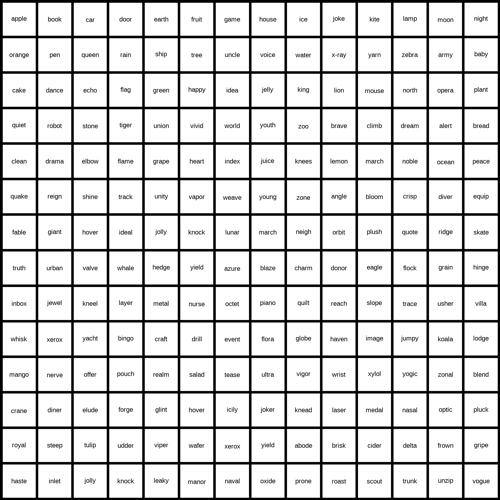 apple book car door earth fruit game house ice joke kite lamp moon night
orange pen queen rain ship tree uncle voice water x-ray yarn zebra army baby
cake dance echo flag green happy idea jelly king lion mouse north opera plant
quiet robot stone tiger union vivid world youth zoo brave climb dream alert bread
clean drama elbow flame grape heart index juice knees lemon march noble ocean peace
quake reign shine track unity vapor weave young zone angle bloom crisp diver equip
fable giant hover ideal jolly knock lunar march neigh orbit plush quote ridge skate
truth urban valve whale hedge yield azure blaze charm donor eagle flock grain hinge
inbox jewel kneel layer metal nurse octet piano quilt reach slope trace usher villa
whisk xerox yacht bingo craft drill event flora globe haven image jumpy koala lodge
mango nerve offer pouch realm salad tease ultra vigor wrist xylol yogic zonal blend
crane diner elude forge glint hover icily joker knead laser medal nasal optic pluck
royal steep tulip udder viper wafer xerox yield abode brisk cider delta frown gripe
haste inlet jolly knock leaky manor naval oxide prone roast scout trunk unzip vogue